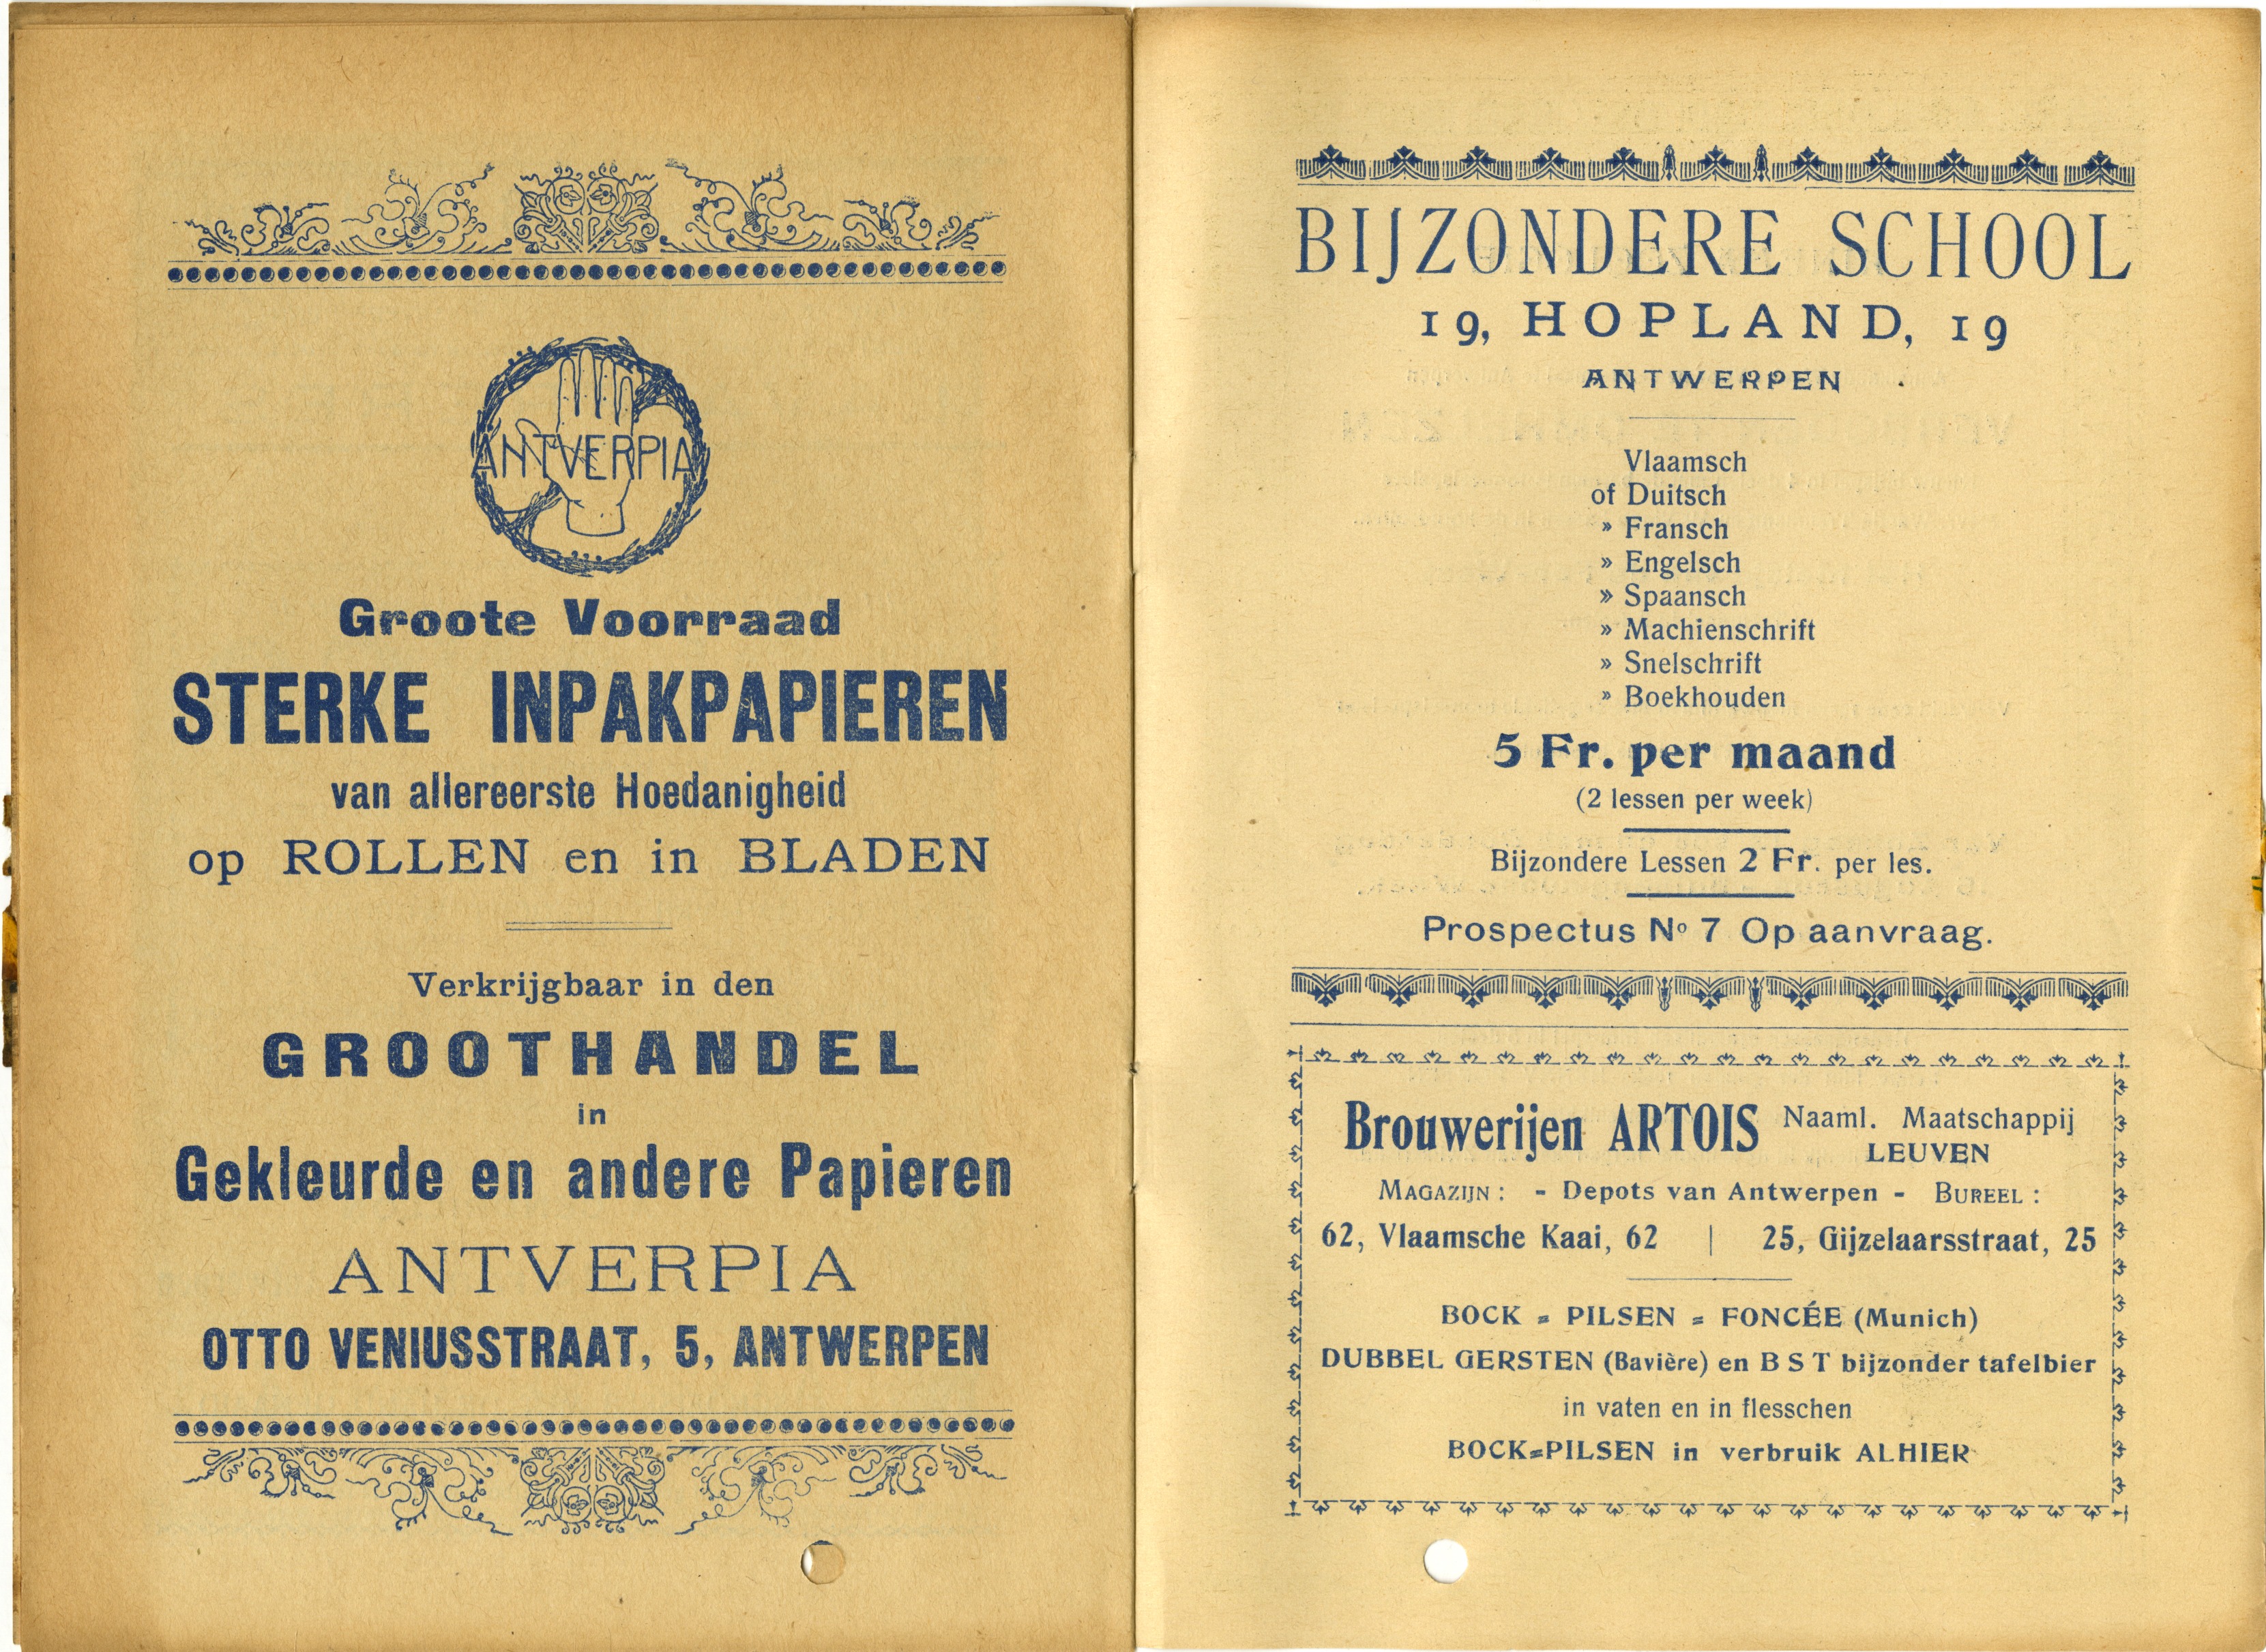 ANTVERPIA
Groote Voorraad
STERKE INPAKPAPIEREN
van allereerste Hoedanigheid
op ROLLEN en in BLADEN
Verkrijgbaar in den
GROOTHANDEL
in
Gekleurde en andere Papieren
ANTVERPIA
OTTO VENIUSSTRAAT, 5, ANTWERPEN
BIJZONDERE SCHOOL
19, HOPLAND, 19
ANTWERPEN
Vlaamsch
of Duitsch
» Fransch
» Engelsch
» Spaansch
» Machienschrift
» Snelschrift
» Boekhouden
5 Fr. per maand
(2 lessen per week)
Bijzondere Lessen 2 Fr. per les.
Prospectus Nº 7 Op aanvraag.
Brouwerijen ARTOIS Naaml. Maatschappij
LEUVEN
MAGAZIJN : - Depots van Antwerpen - BUREEL :
62, Vlaamsche Kaai, 62 | 25, Gijzelaarsstraat, 25
BOCK = PILSEN = FONCÉE (Munich)
DUBBEL GERSTEN (Bavière) en B S T bijzonder tafelbier
in vaten en in flesschen
BOCK=PILSEN in verbruik ALHIER